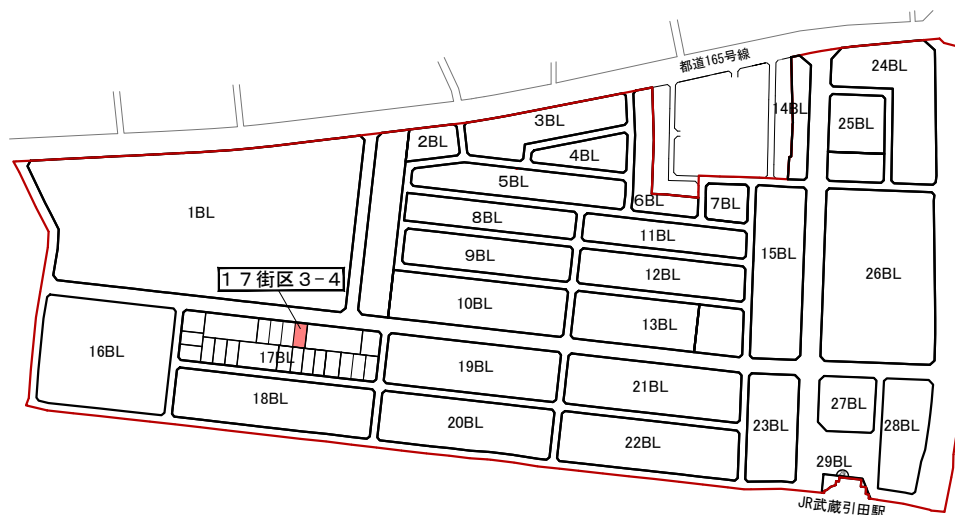 都道165号線
24BL
14BL
3BL
25BL
2BL
4BL
5BL
6BL
7BL
1BL
8BL
11BL
15BL
9BL
12BL
26BL
17街区3-4
10BL
13BL
16BL
17BL
19BL
21BL
18BL
27BL
20BL
23BL
28BL
22BL
29BL
JR武蔵引田駅